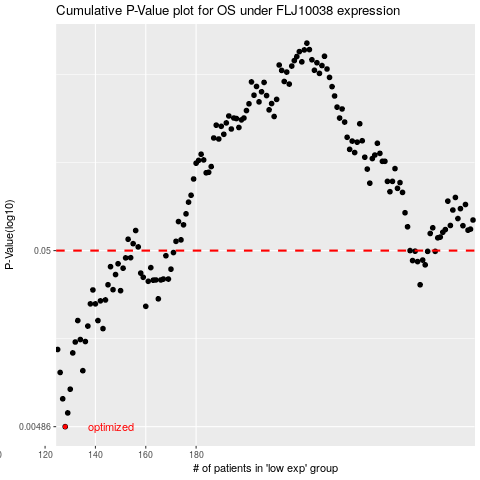 Cumulative P-Value plot for OS under FLJ10038 expression
P-Value(log10)
0.05
0.00486
optimized
0
120
140
160
180
# of patients in 'low exp' group